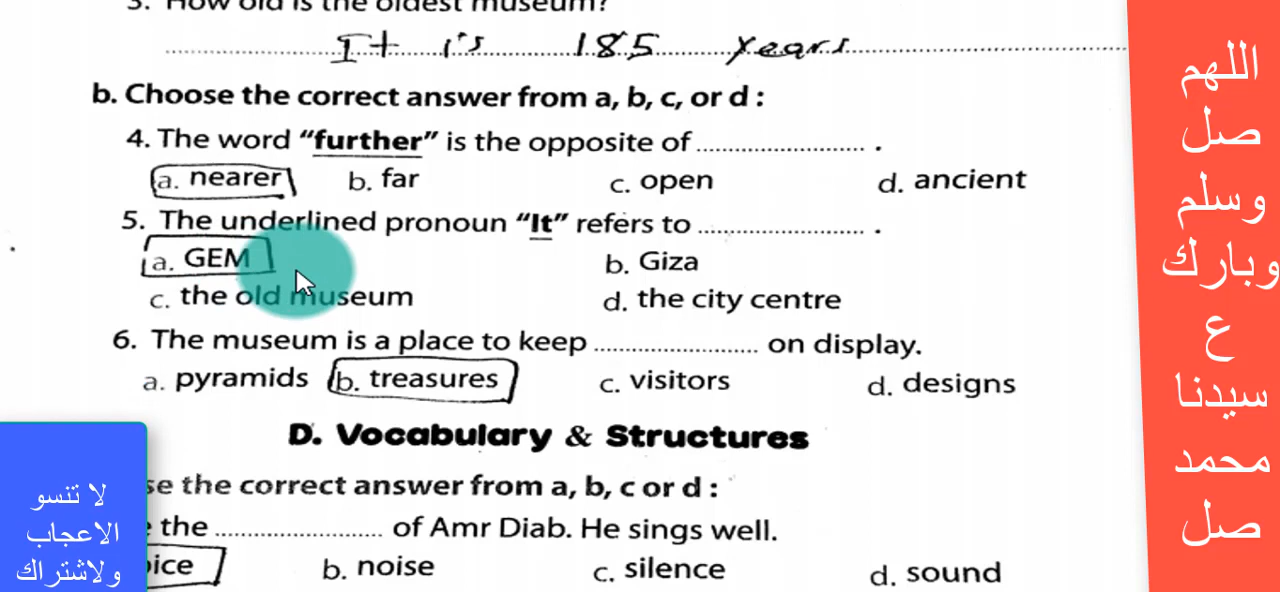 3. How old is the oldest museum?
It is 185 years
b. Choose the correct answer from a, b, c, or d :
4. The word “further” is the opposite of ........................ .
a. nearer b. far c. open d. ancient
5. The underlined pronoun “It” refers to ........................ .
a. GEM b. Giza
c. the old museum d. the city centre
6. The museum is a place to keep ........................ on display.
a. pyramids b. treasures c. visitors d. designs
D. Vocabulary & Structures
se the correct answer from a, b, c or d :
the ........................ of Amr Diab. He sings well.
oice b. noise c. silence d. sound
لا تنسو
الاعجاب
ولاشتراك
اللهم
صل
وسلم
وبارك
ع
سيدنا
محمد
صل